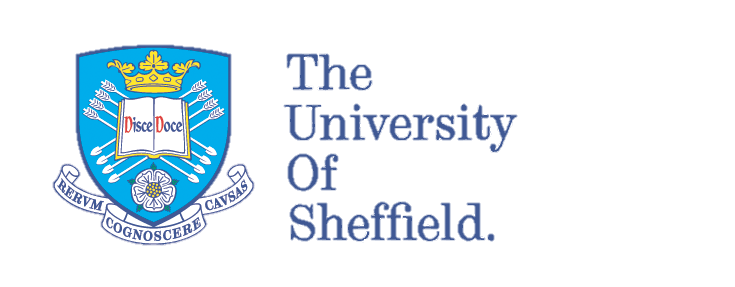 Disce Doce
RERVM COGNOSCERE CAVSAS
The
University
Of
Sheffield.